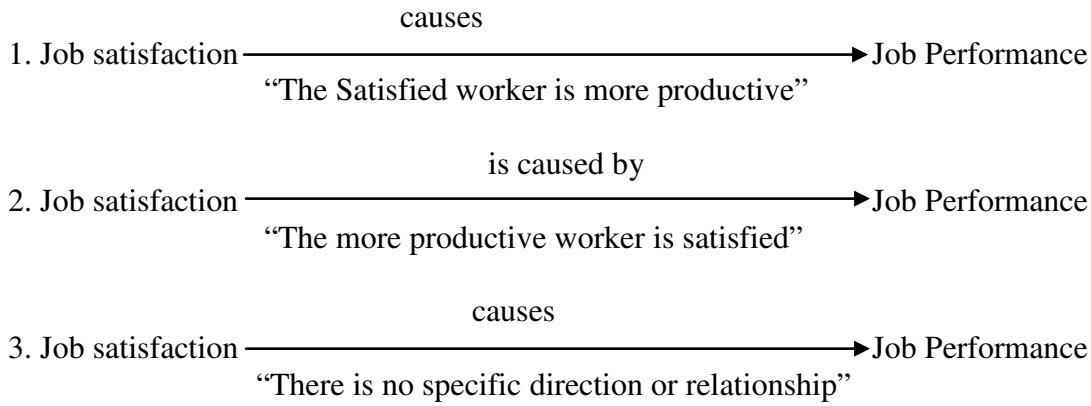 causes
1. Job satisfaction Job Performance
“The Satisfied worker is more productive”
is caused by
2. Job satisfaction Job Performance
“The more productive worker is satisfied”
causes
3. Job satisfaction Job Performance
“There is no specific direction or relationship”